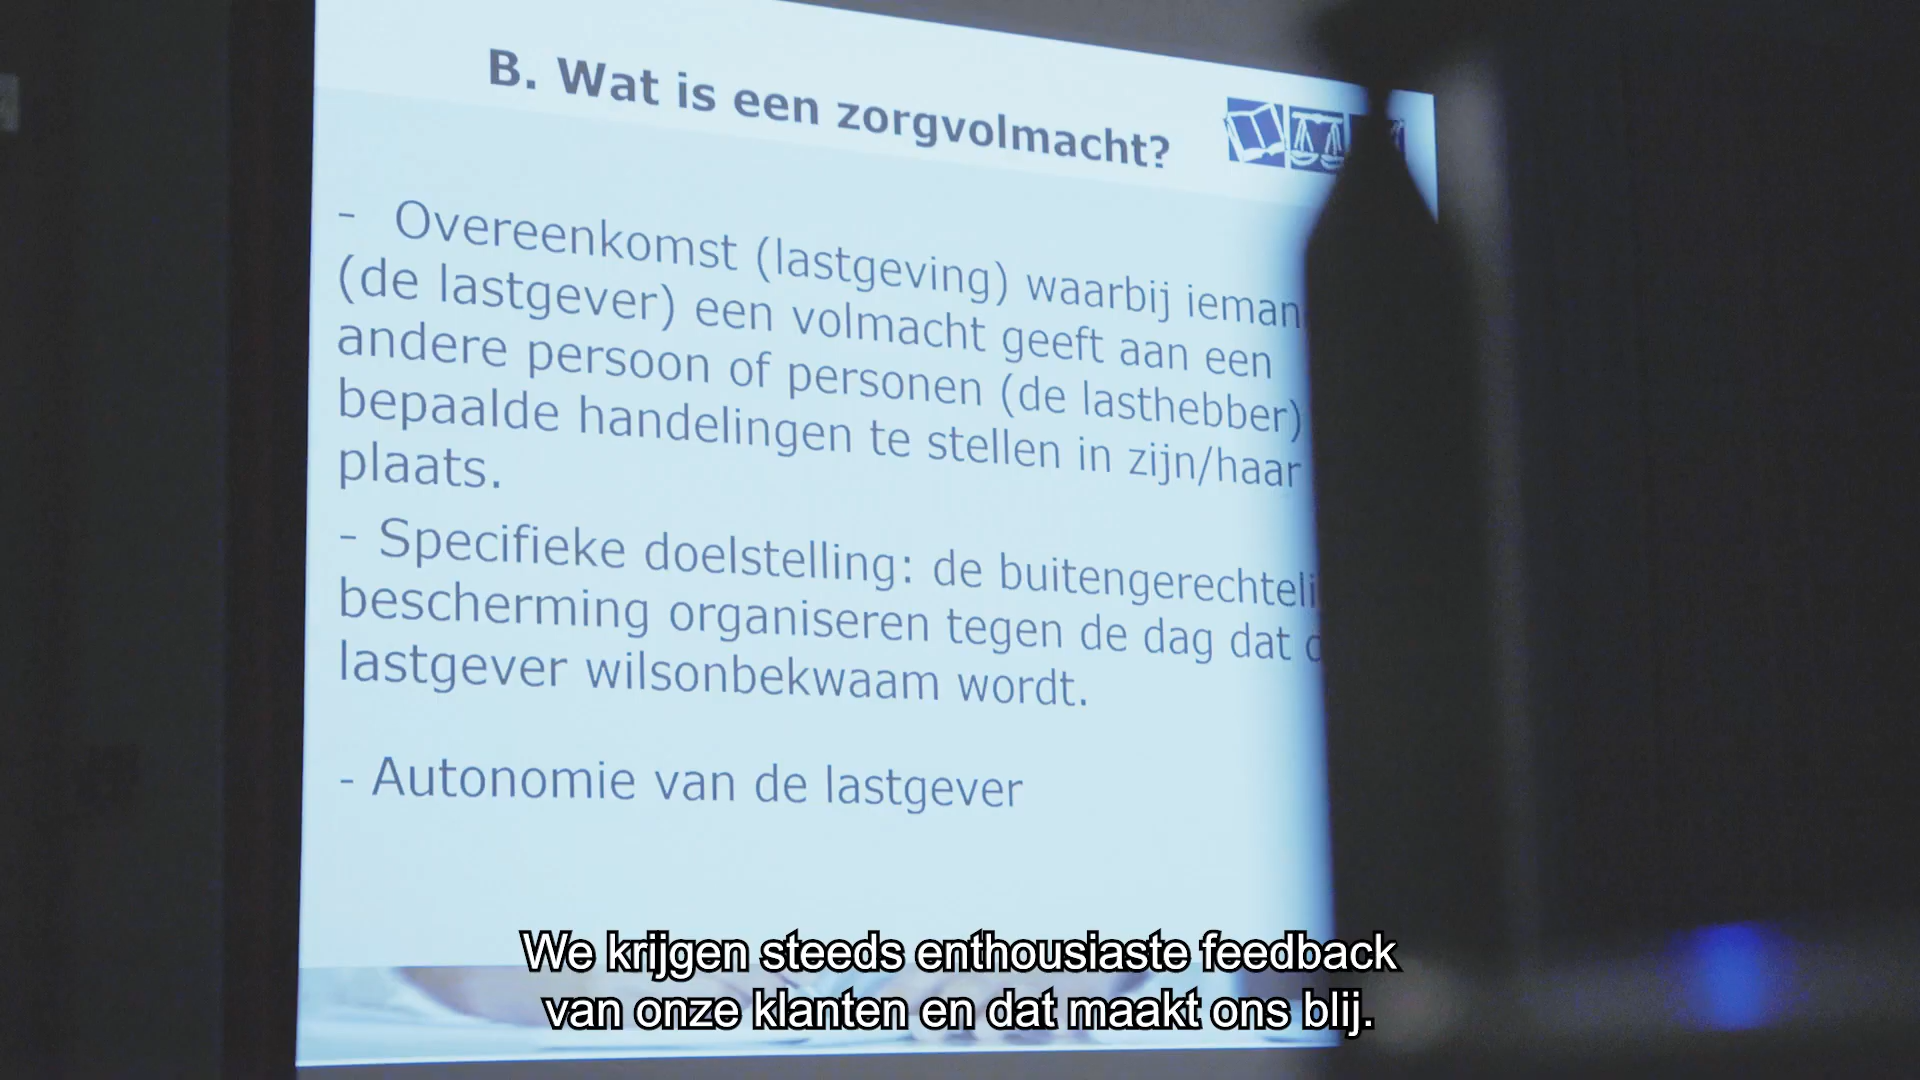 B. Wat is een zorgvolmacht?
- Overeenkomst (lastgeving) waarbij
(de lastgever) een volmacht geeft aan een
andere persoon of personen (de lasthebber)
bepaalde handelingen te stellen in zijn/haar
plaats.
- Specifieke doelstelling: de
bescherming organiseren tegen de dag dat
lastgever wilsonbekwaam wordt.
- Autonomie van de lastgever
We krijgen steeds enthousiaste feedback
van onze klanten en dat maakt ons blij.